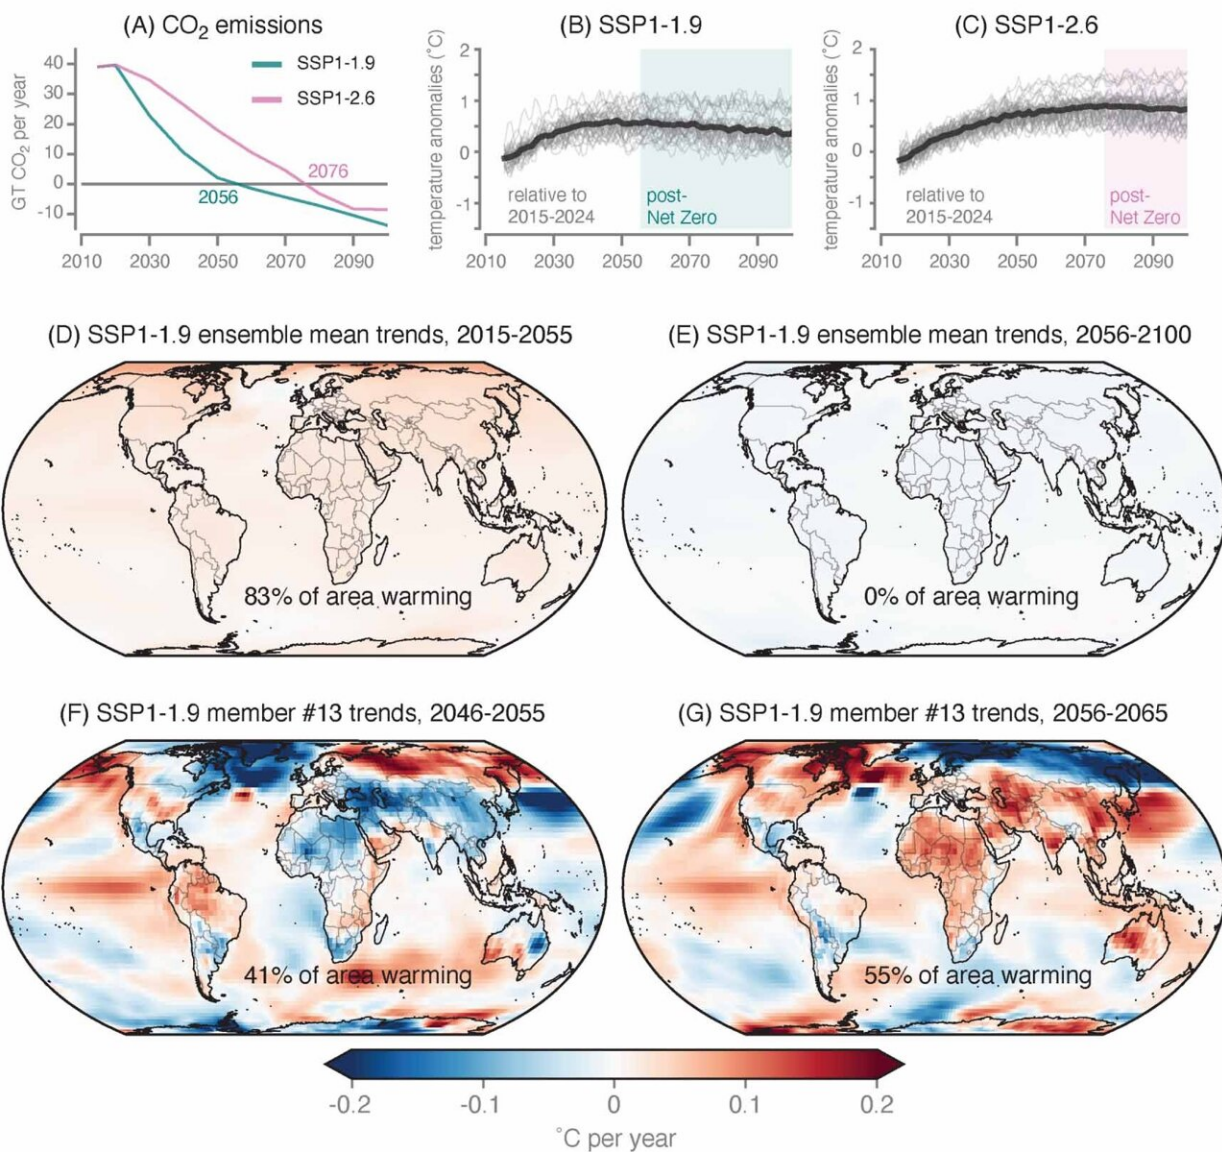 (A) CO₂ emissions
GT CO₂ per year
40
30
20
10
0
-10
SSP1-1.9
SSP1-2.6
2076
2056
2010
2030
2050
2070
2090
(B) SSP1-1.9
temperature anomalies (˚C)
2
1
0
-1
relative to
2015-2024
post-
Net Zero
2010
2030
2050
2070
2090
(C) SSP1-2.6
temperature anomalies (˚C)
2
1
0
-1
relative to
2015-2024
post-
Net Zero
2010
2030
2050
2070
2090
(D) SSP1-1.9 ensemble mean trends, 2015-2055
83% of area warming
(E) SSP1-1.9 ensemble mean trends, 2056-2100
0% of area warming
(F) SSP1-1.9 member #13 trends, 2046-2055
41% of area warming
(G) SSP1-1.9 member #13 trends, 2056-2065
55% of area warming
-0.2
-0.1
0
0.1
0.2
˚C per year